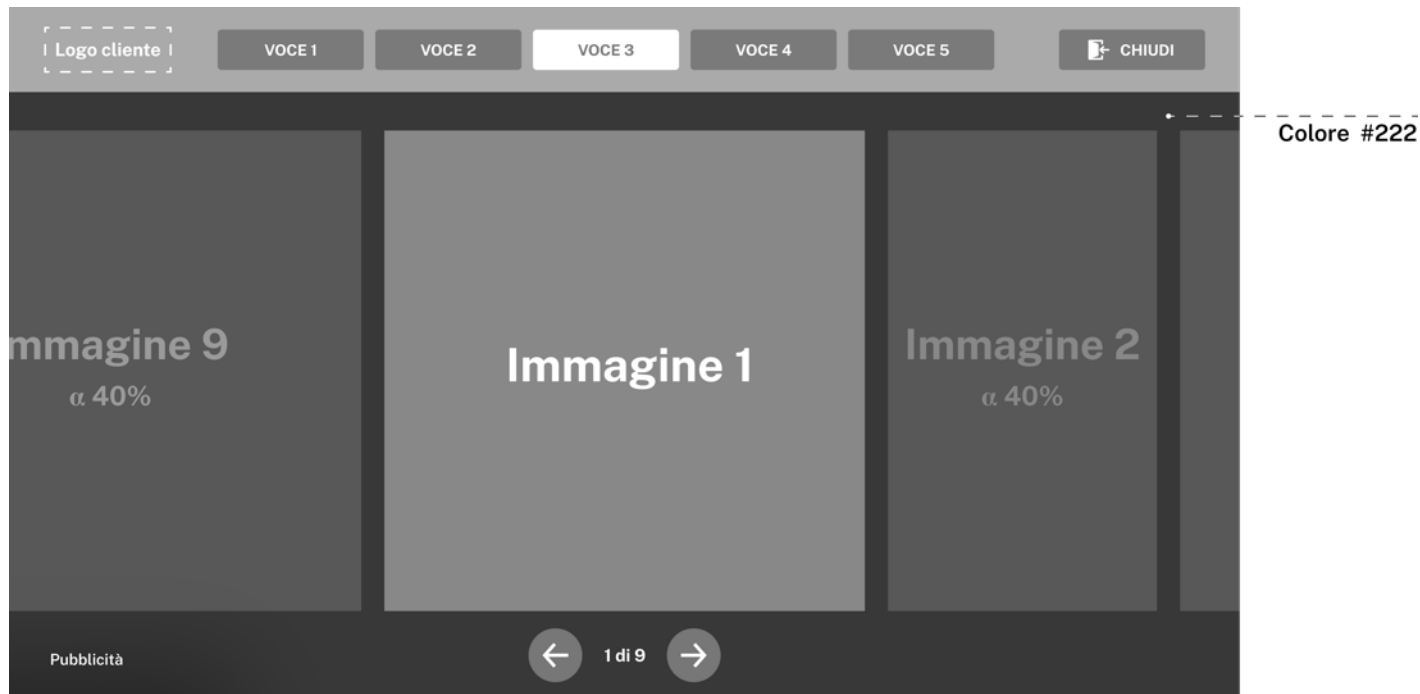 Logo cliente
VOCE 1
VOCE 2
VOCE 3
VOCE 4
VOCE 5
CHIUDI
Colore #222
mmagine 9
α 40%
Immagine 1
Immagine 2
α 40%
Pubblicità
1 di 9